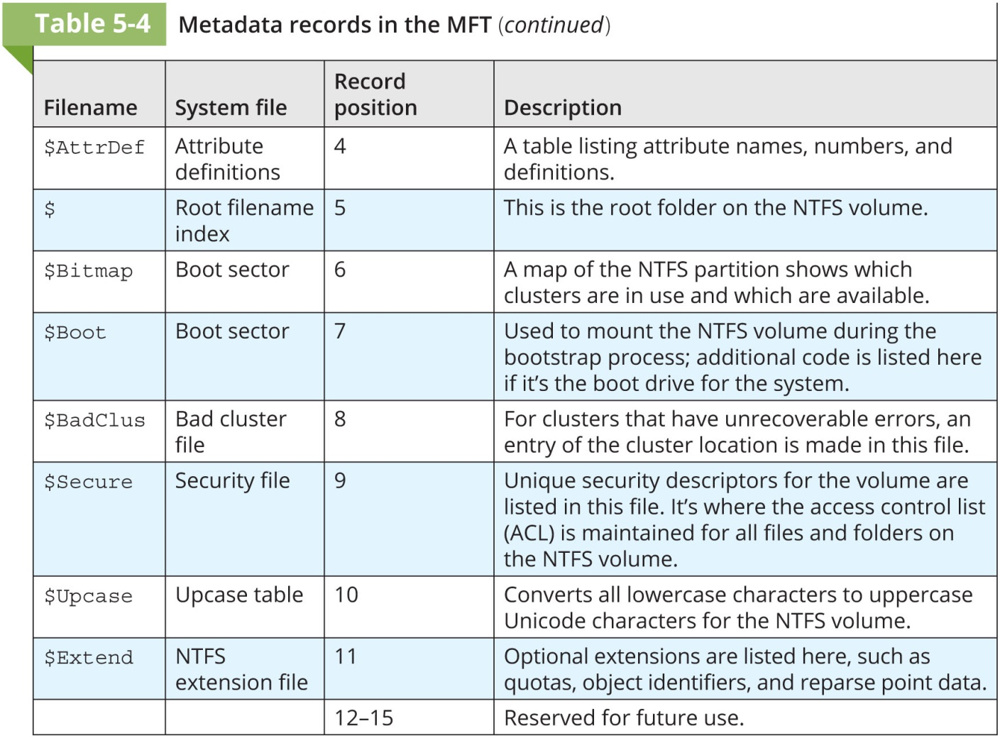 Table 5-4 Metadata records in the MFT (continued)
Filename System file Record position Description
$AttrDef Attribute definitions 4 A table listing attribute names, numbers, and
definitions.
$ Root filename index 5 This is the root folder on the NTFS volume.
$Bitmap Boot sector 6 A map of the NTFS partition shows which
clusters are in use and which are available.
$Boot Boot sector 7 Used to mount the NTFS volume during the
bootstrap process; additional code is listed here
if it’s the boot drive for the system.
$BadClus Bad cluster file 8 For clusters that have unrecoverable errors, an
entry of the cluster location is made in this file.
$Secure Security file 9 Unique security descriptors for the volume are
listed in this file. It’s where the access control list
(ACL) is maintained for all files and folders on
the NTFS volume.
$Upcase Upcase table 10 Converts all lowercase characters to uppercase
Unicode characters for the NTFS volume.
$Extend NTFS extension file 11 Optional extensions are listed here, such as
quotas, object identifiers, and reparse point data.
12–15 Reserved for future use.